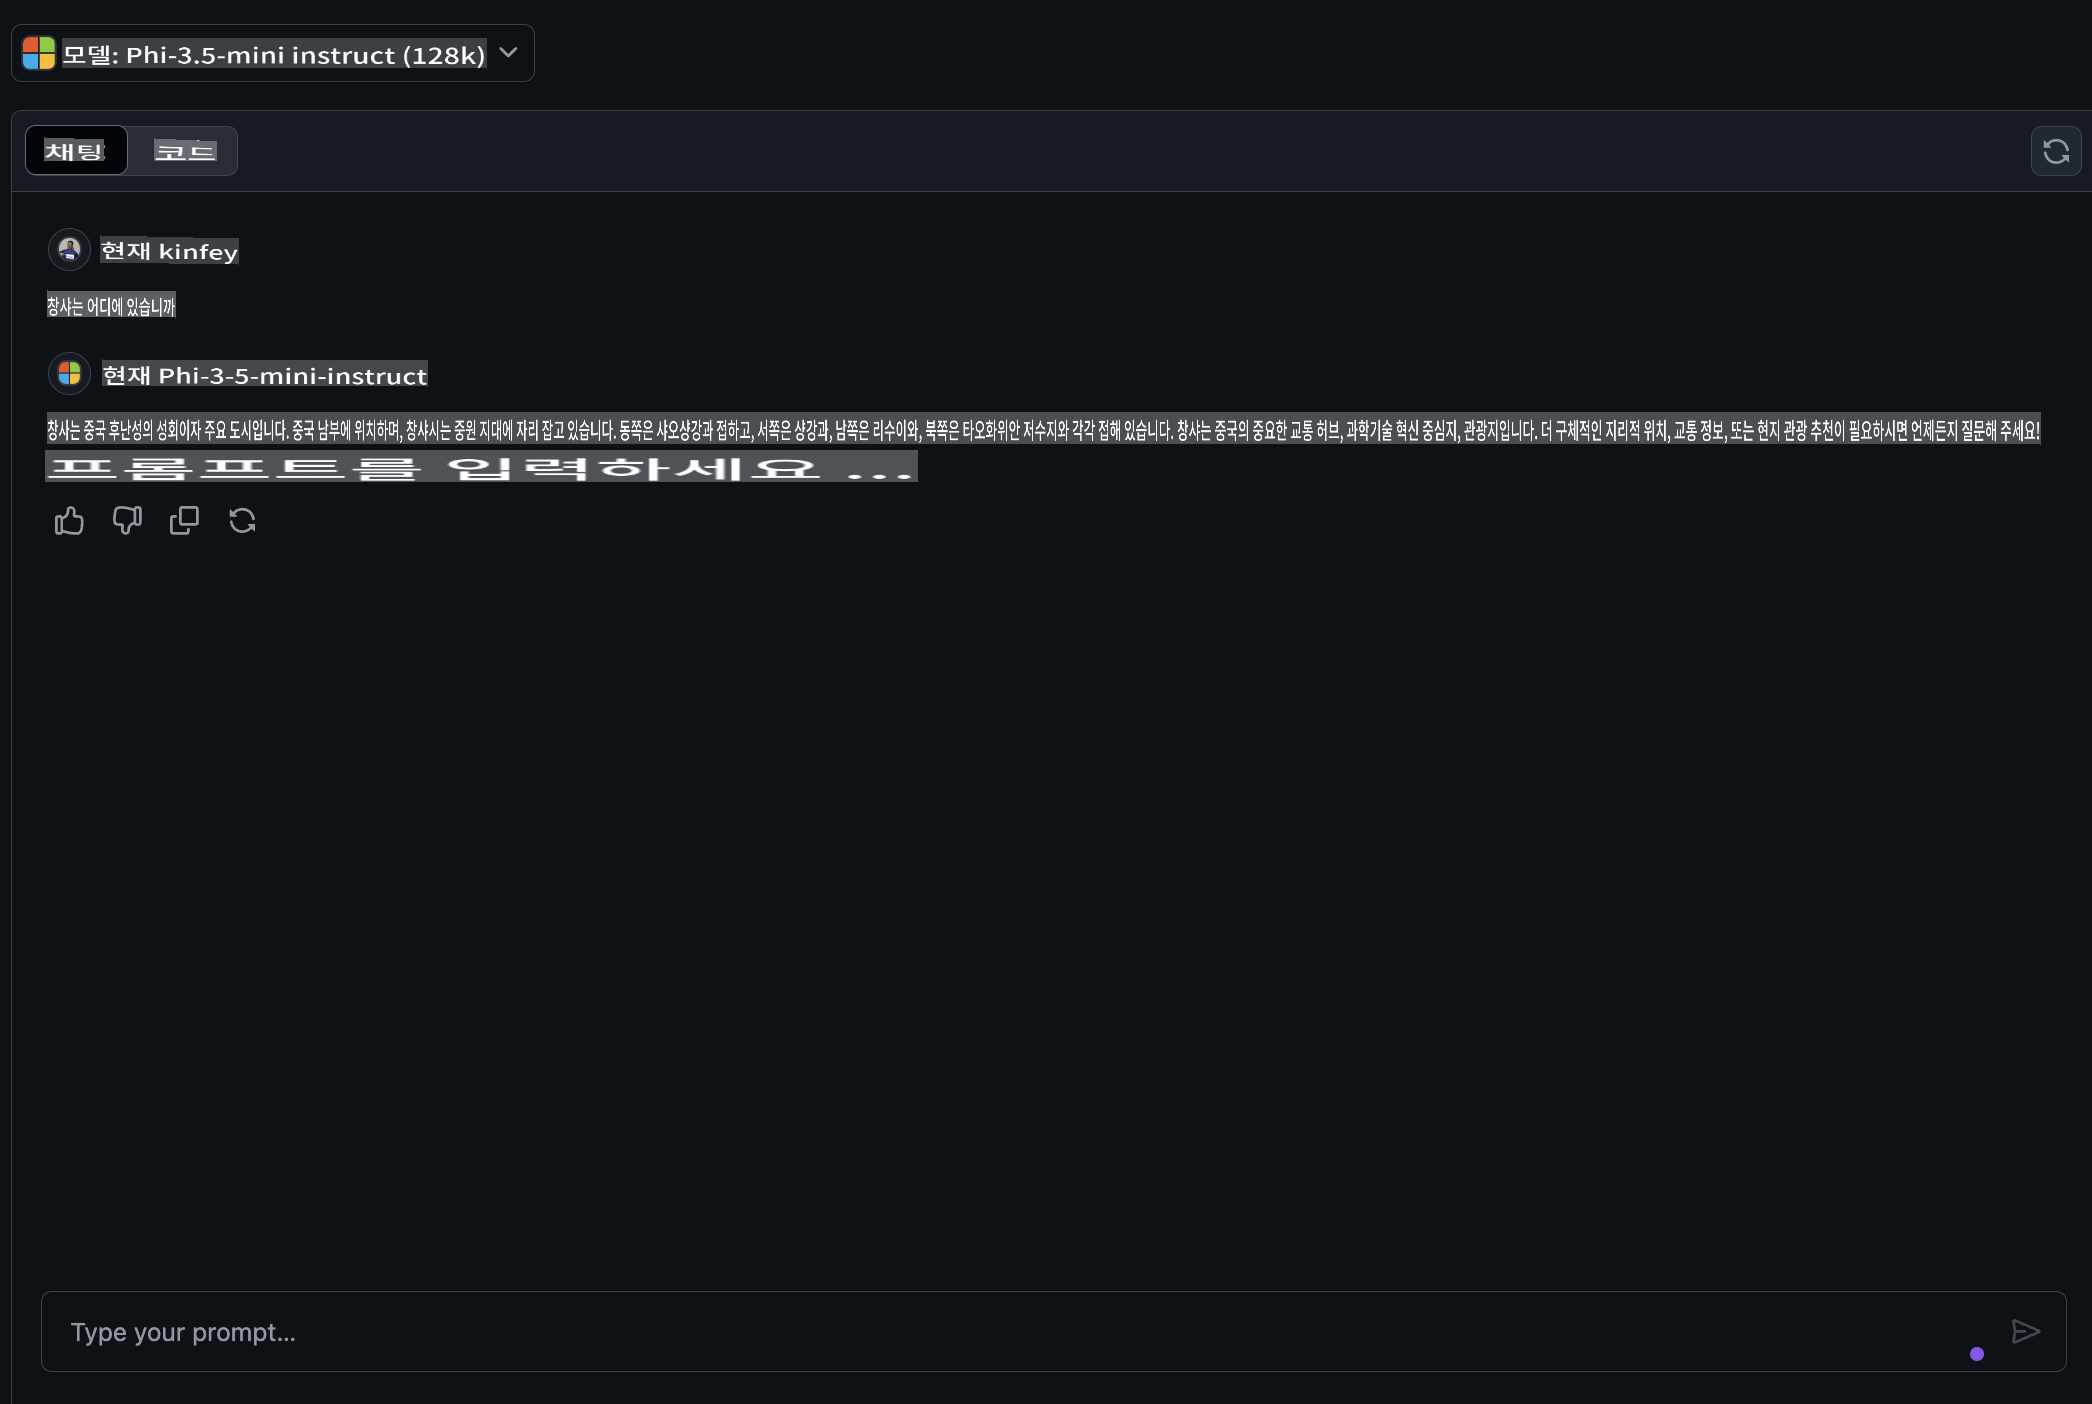 모델: Phi-3.5-mini instruct (128k)
채팅
코드
현재 kinfey
창샤는 어디에 있습니까
현재 Phi-3-5-mini-instruct
창사는 중국 후난성의 성회이자 주요 도시입니다. 중국 남부에 위치하며, 창샤시는 중원 지대에 자리 잡고 있습니다. 동쪽은 샤오샹강과 접하고, 서쪽은 샹강과, 남쪽은 리수이와, 북쪽은 타오화위안 저수지와 각각 접해 있습니다. 창샤는 중국의 중요한 교통 허브, 과학기술 혁신 중심지, 관광지입니다. 더 구체적인 지리적 위치, 교통 정보, 또는 현지 관광 추천이 필요하시면 언제든지 질문해 주세요!
프롬프트를 입력하세요 ...
Type your prompt...